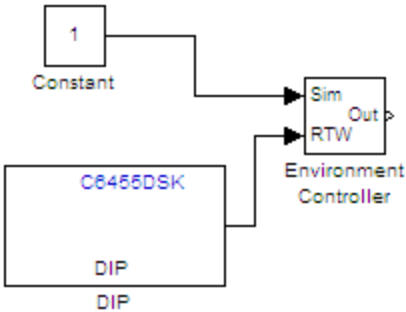 1
Constant
Sim
Out
RTW
Environment
Controller
C6455DSK
DIP
DIP